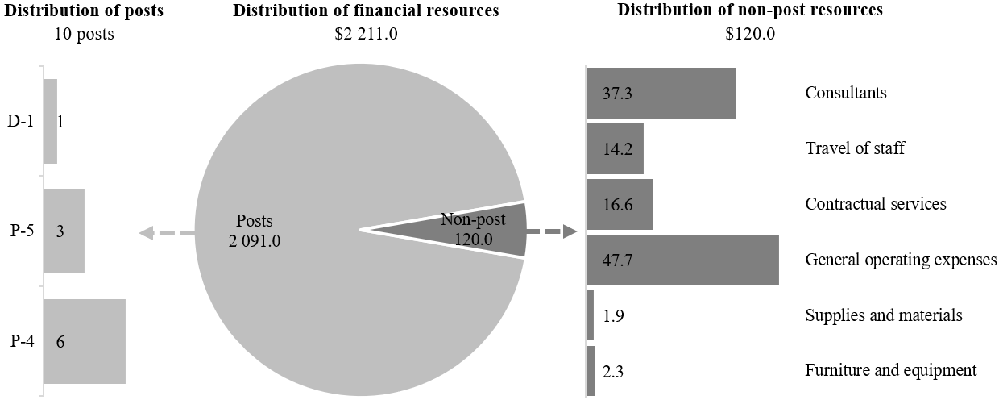 Distribution of posts
10 posts
D-1
1
P-5
3
P-4
6
Distribution of financial resources
$2 211.0
Posts
2 091.0
Non-post
120.0
Distribution of non-post resources
$120.0
37.3 Consultants
14.2 Travel of staff
16.6 Contractual services
47.7 General operating expenses
1.9 Supplies and materials
2.3 Furniture and equipment